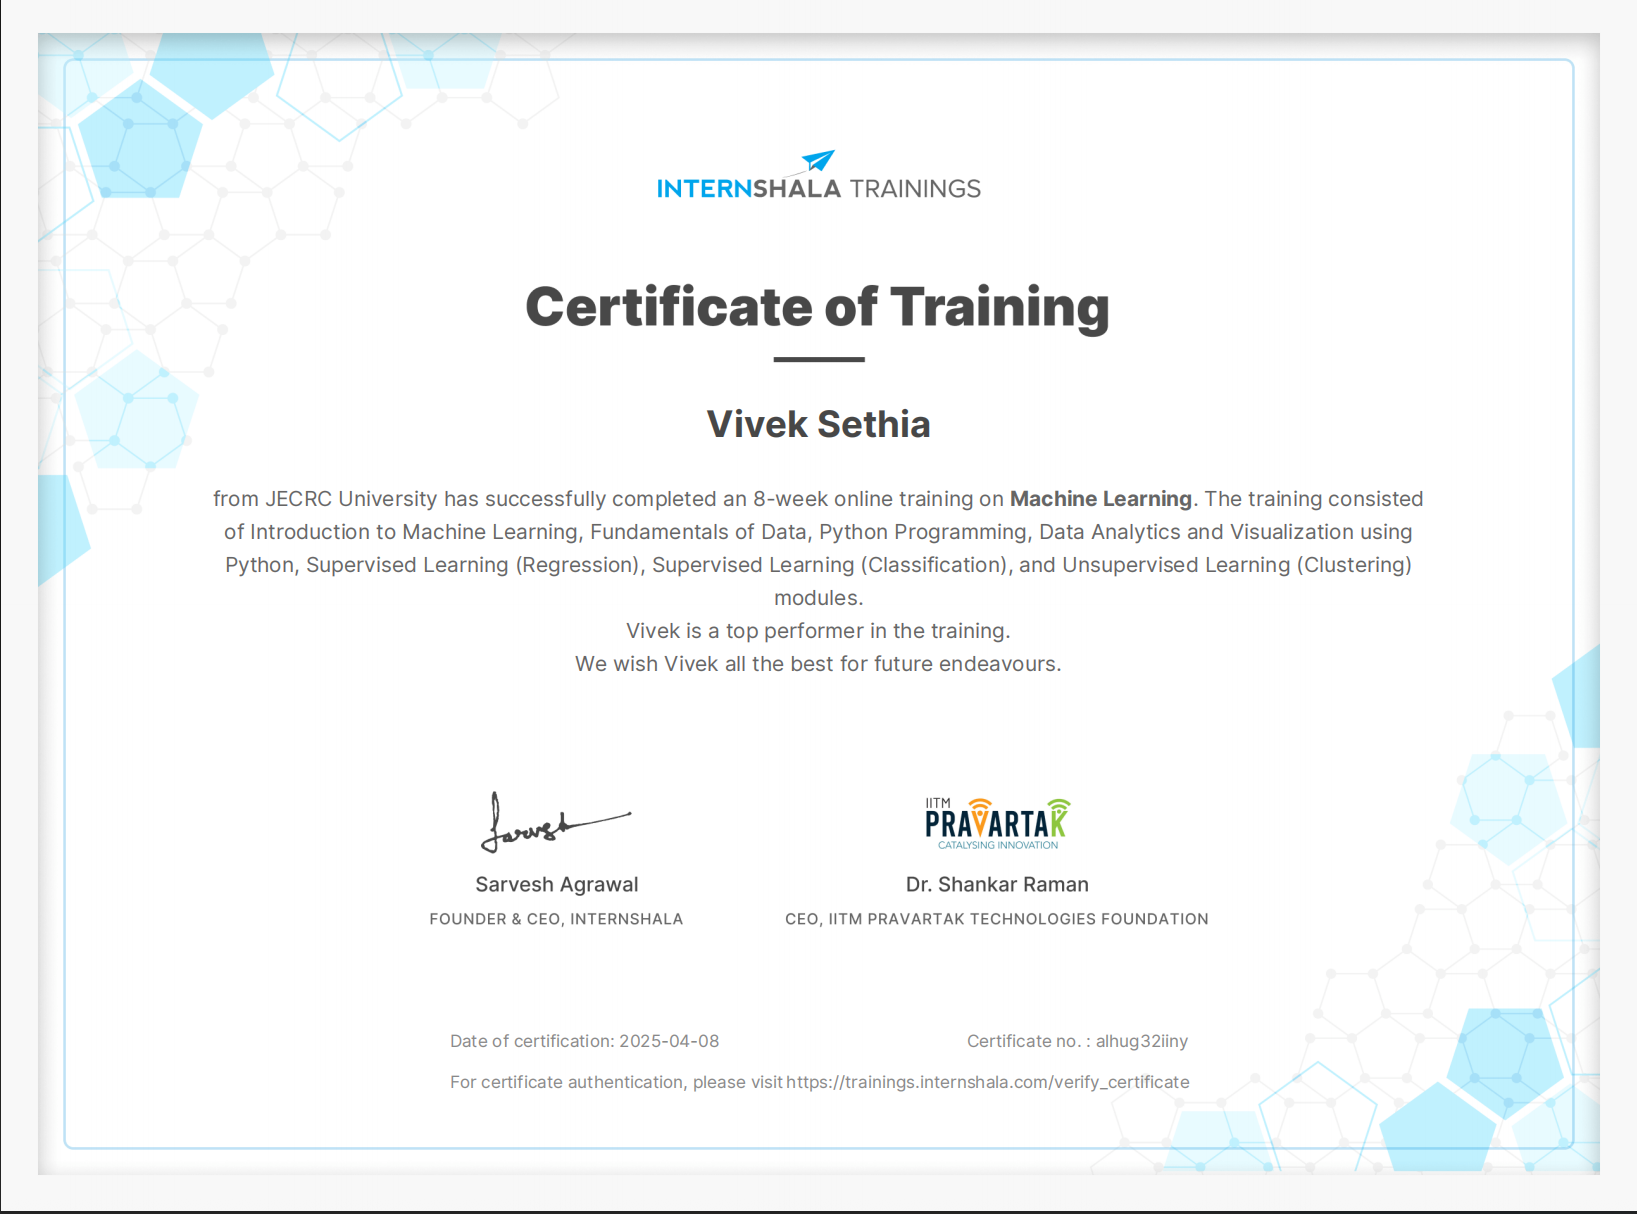 INTERNSHALA TRAININGS
Certificate of Training
Vivek Sethia
from JECRC University has successfully completed an 8-week online training on Machine Learning. The training consisted
of Introduction to Machine Learning, Fundamentals of Data, Python Programming, Data Analytics and Visualization using
Python, Supervised Learning (Regression), Supervised Learning (Classification), and Unsupervised Learning (Clustering)
modules.
Vivek is a top performer in the training.
We wish Vivek all the best for future endeavours.
Sarvesh
IITM
PRAVARTAK
CATALYSING INNOVATION
Sarvesh Agrawal
Dr. Shankar Raman
FOUNDER & CEO, INTERNSHALA
CEO, IITM PRAVARTAK TECHNOLOGIES FOUNDATION
Date of certification: 2025-04-08
Certificate no. : alhug32iiny
For certificate authentication, please visit https://trainings.internshala.com/verify_certificate